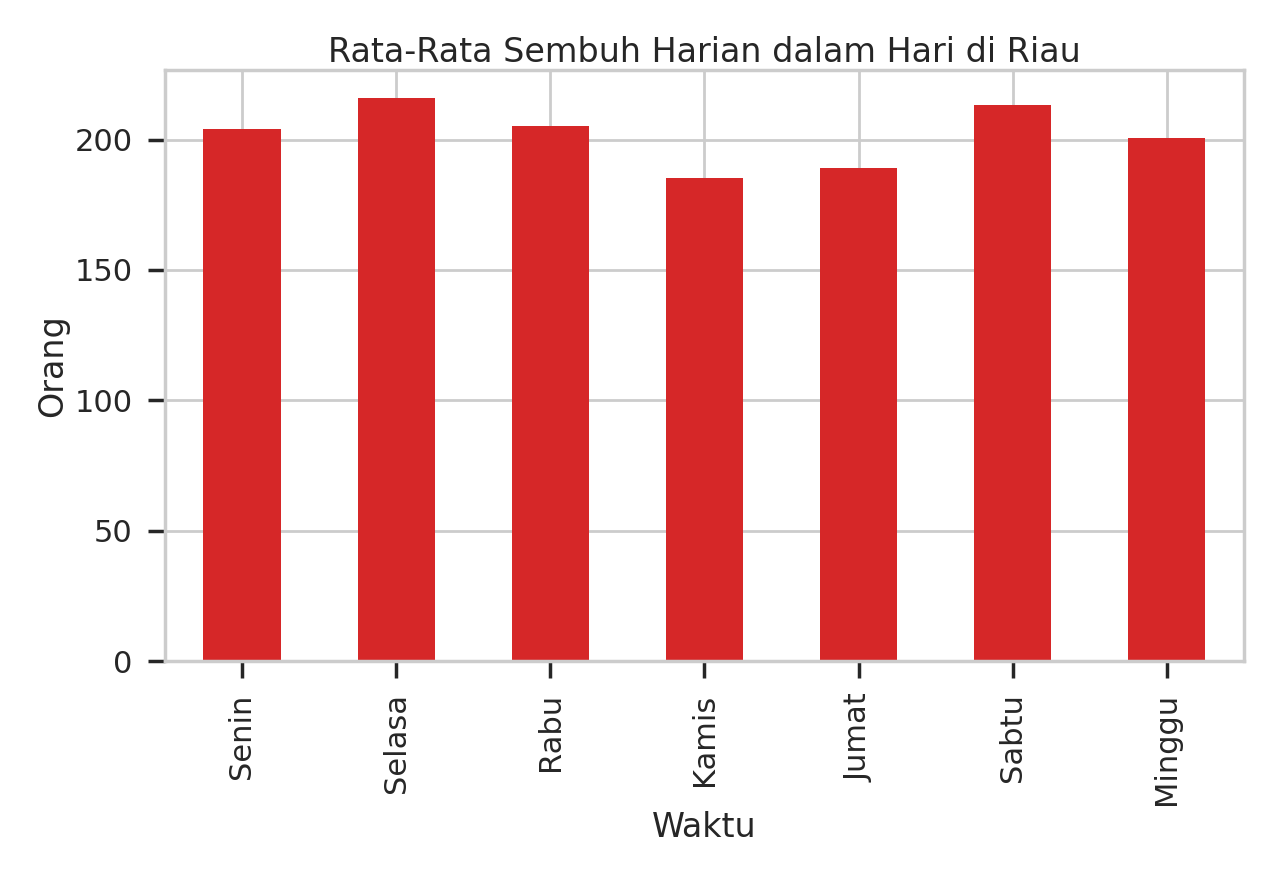 Rata-Rata Sembuh Harian dalam Hari di Riau
Orang
200
150
100
50
0
Senin
Selasa
Rabu
Kamis
Jumat
Sabtu
Minggu
Waktu